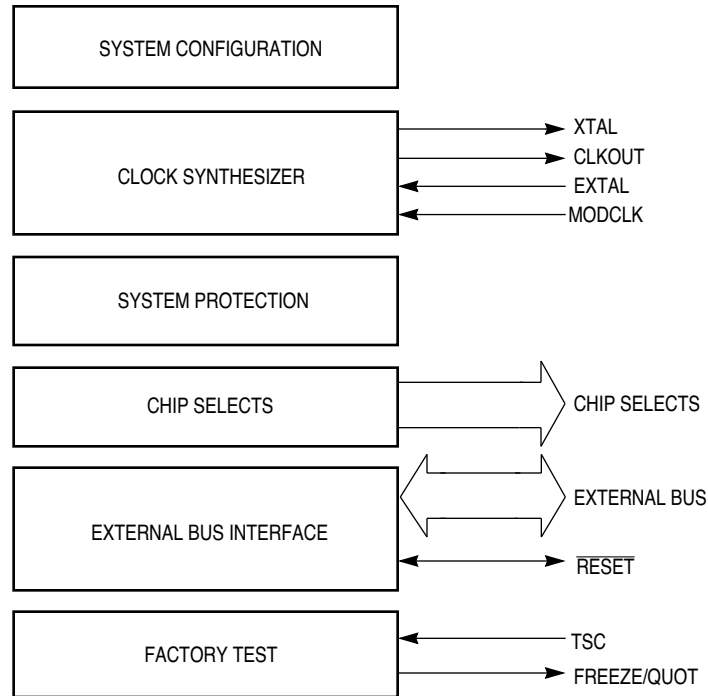 SYSTEM CONFIGURATION
CLOCK SYNTHESIZER
XTAL
CLKOUT
EXTAL
MODCLK
SYSTEM PROTECTION
CHIP SELECTS
CHIP SELECTS
EXTERNAL BUS INTERFACE
EXTERNAL BUS
RESET
FACTORY TEST
TSC
FREEZE/QUOT